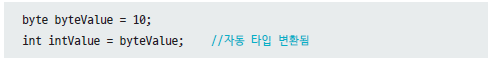 byte byteValue = 10;
int intValue = byteValue; //자동 타입 변환됨